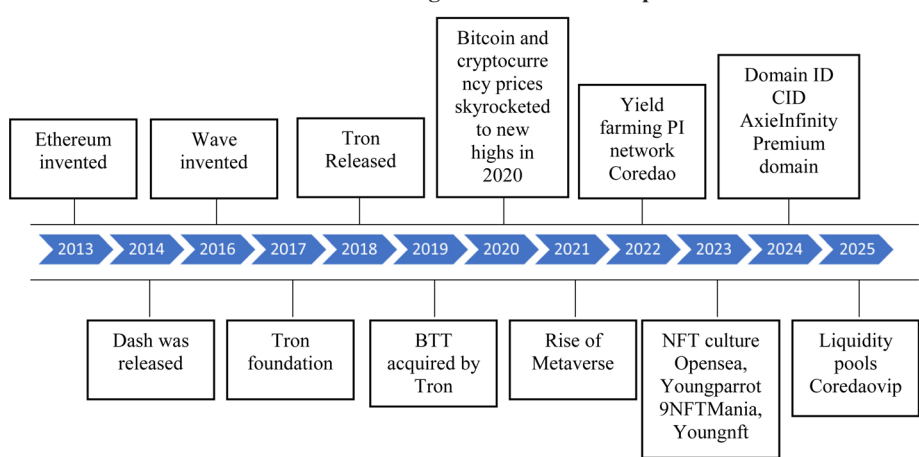 Ethereum
invented
Wave
invented
Tron
Released
Bitcoin and
cryptocurre
ncy prices
skyrocketed
to new
highs in
2020
Yield
farming PI
network
Coredao
Domain ID
CID
AxieInfinity
Premium
domain
2013
2014
2016
2017
2018
2019
2020
2021
2022
2023
2024
2025
Dash was
released
Tron
foundation
BTT
acquired by
Tron
Rise of
Metaverse
NFT culture
Opensea,
Youngparrot
9NFTMania,
Youngnft
Liquidity
pools
Coredaovip